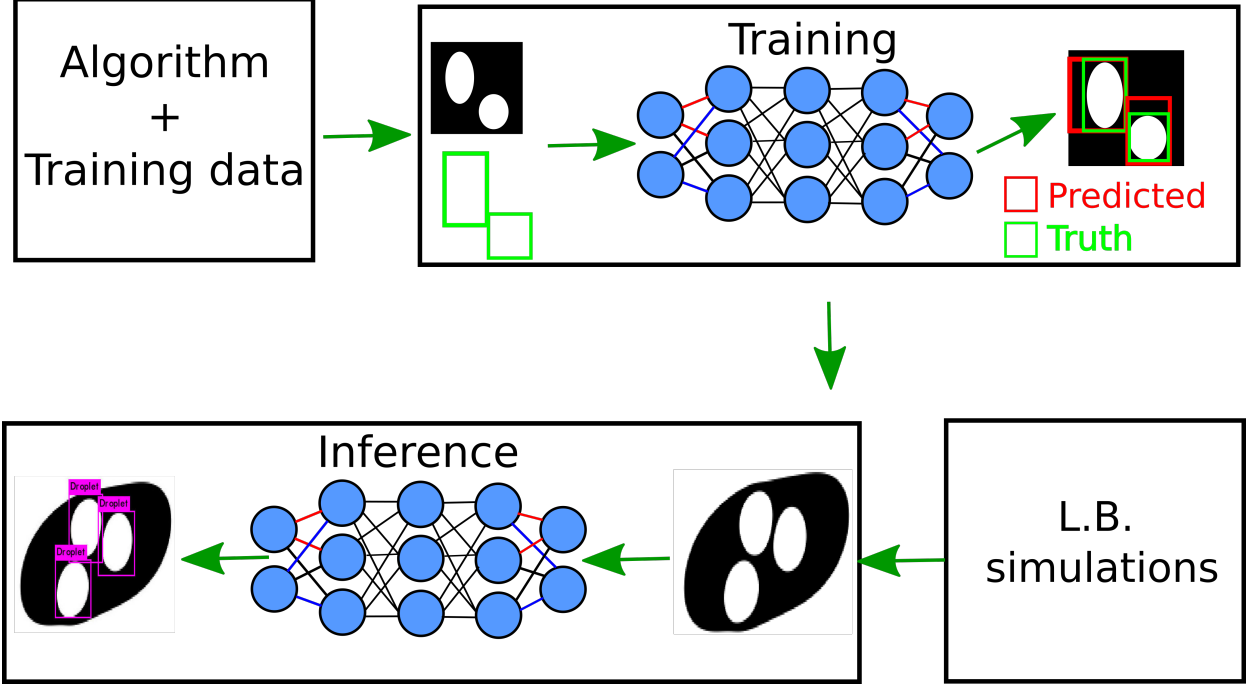 Algorithm
+
Training data
Training
Predicted
Truth
Inference
Droplet
Droplet
Droplet
L.B.
simulations